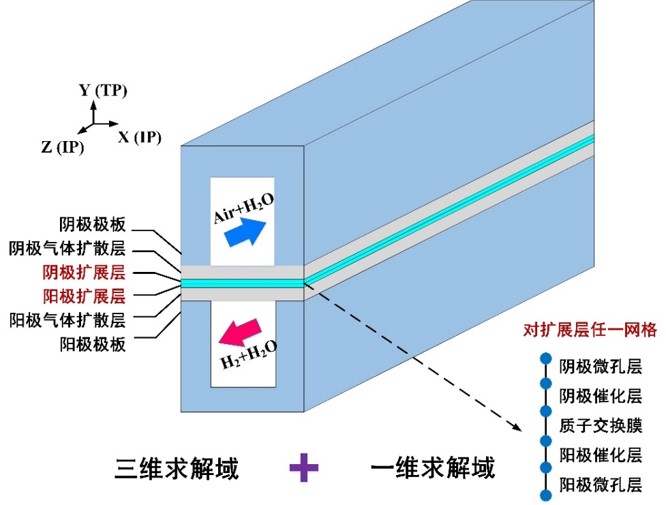 Y (TP)
X (IP)
Z (IP)
Air+H₂O
阴极极板
阴极气体扩散层
阴极扩展层
阳极扩展层
阳极气体扩散层
阳极极板
H₂+H₂O
对扩展层任一网格
阴极微孔层
阴极催化层
质子交换膜
阳极催化层
阳极微孔层
三维求解域 + 一维求解域